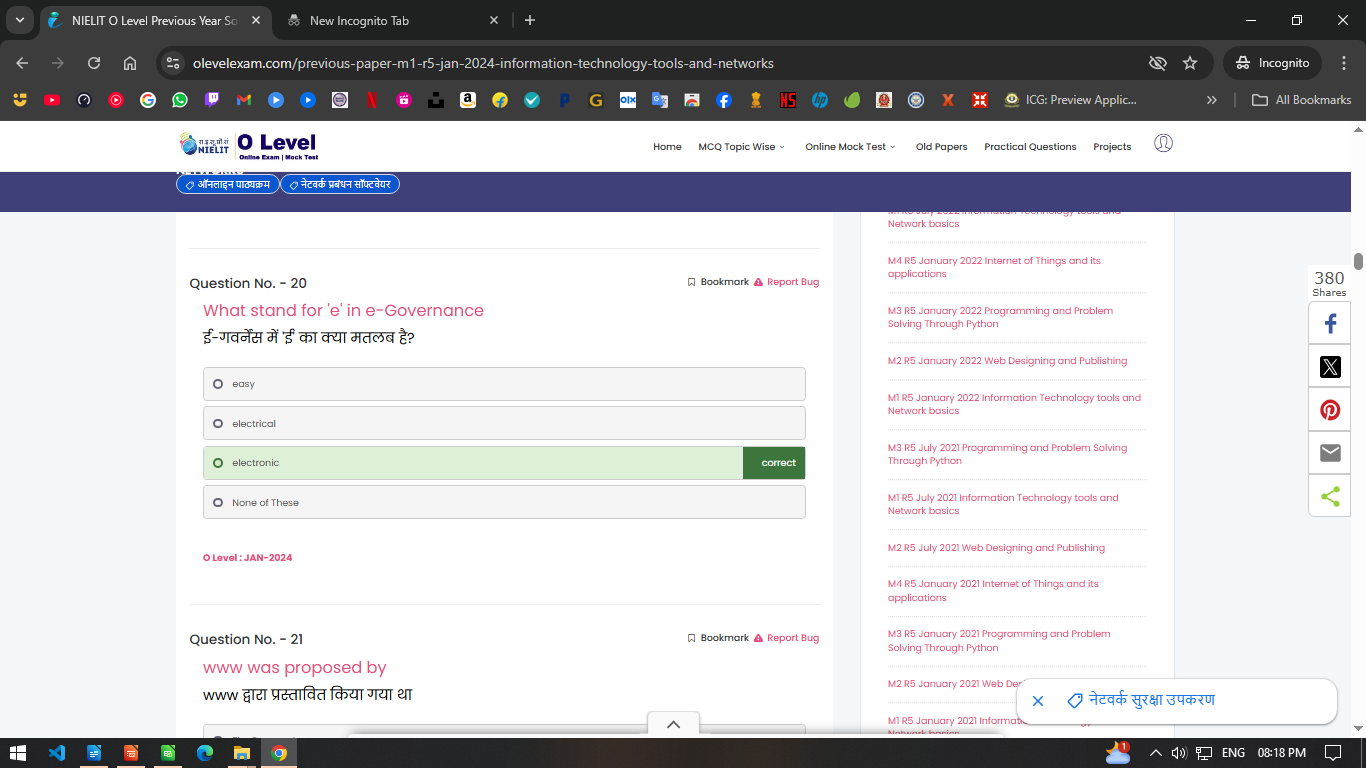 NIELIT O Level Previous Year So
New Incognito Tab
olevelexam.com/previous-paper-m1-r5-jan-2024-information-technology-tools-and-networks
Incognito
ICG: Preview Applic...
All Bookmarks
रा.इ.सू.प्रौ.सं
NIELIT
O Level
Online Exam | Mock Test
Home
MCQ Topic Wise
Online Mock Test
Old Papers
Practical Questions
Projects
ऑनलाइन पाठ्यक्रम
नेटवर्क प्रबंधन सॉफ्टवेयर
Question No. - 20
Bookmark
Report Bug
What stand for 'e' in e-Governance
ई-गवर्नेंस में 'ई' का क्या मतलब है?
easy
electrical
electronic
correct
None of These
O Level : JAN-2024
Question No. - 21
Bookmark
Report Bug
www was proposed by
www द्वारा प्रस्तावित किया गया था
M1 R5 July 2022 Information Technology tools and
Network basics
M4 R5 January 2022 Internet of Things and its
applications
M3 R5 January 2022 Programming and Problem
Solving Through Python
M2 R5 January 2022 Web Designing and Publishing
M1 R5 January 2022 Information Technology tools and
Network basics
M3 R5 July 2021 Programming and Problem Solving
Through Python
M1 R5 July 2021 Information Technology tools and
Network basics
M2 R5 July 2021 Web Designing and Publishing
M4 R5 January 2021 Internet of Things and its
applications
M3 R5 January 2021 Programming and Problem
Solving Through Python
M2 R5 January 2021 Web
M1 R5 January 2021
380
Shares
नेटवर्क सुरक्षा उपकरण
1
ENG
08:18 PM